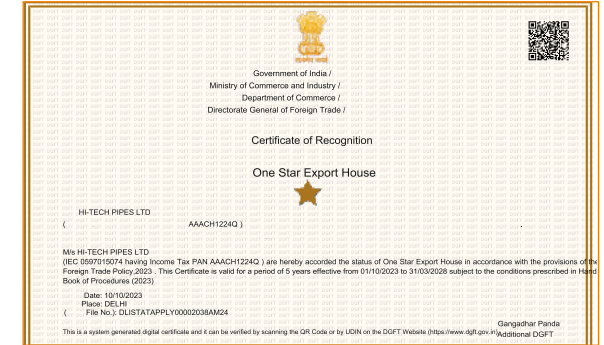 Government of India /
Ministry of Commerce and Industry /
Department of Commerce /
Directorate General of Foreign Trade /
Certificate of Recognition
One Star Export House
HI-TECH PIPES LTD
( AAACH1224Q )
M/s HI-TECH PIPES LTD
(IEC 0597015074 having Income Tax PAN AAACH1224Q ) are hereby accorded the status of One Star Export House in accordance with the provisions of the
Foreign Trade Policy,2023 . This Certificate is valid for a period of 5 years effective from 01/10/2023 to 31/03/2028 subject to the conditions prescribed in Hand
Book of Procedures (2023)
Date: 10/10/2023
Place: DELHI
( File No.): DLISTATAPPLY00002038AM24
Gangadhar Panda
This is a system generated digital certificate and it can be verified by scanning the QR Code or by UDIN on the DGFT Website (https://www.dgft.gov.in)
Additional DGFT